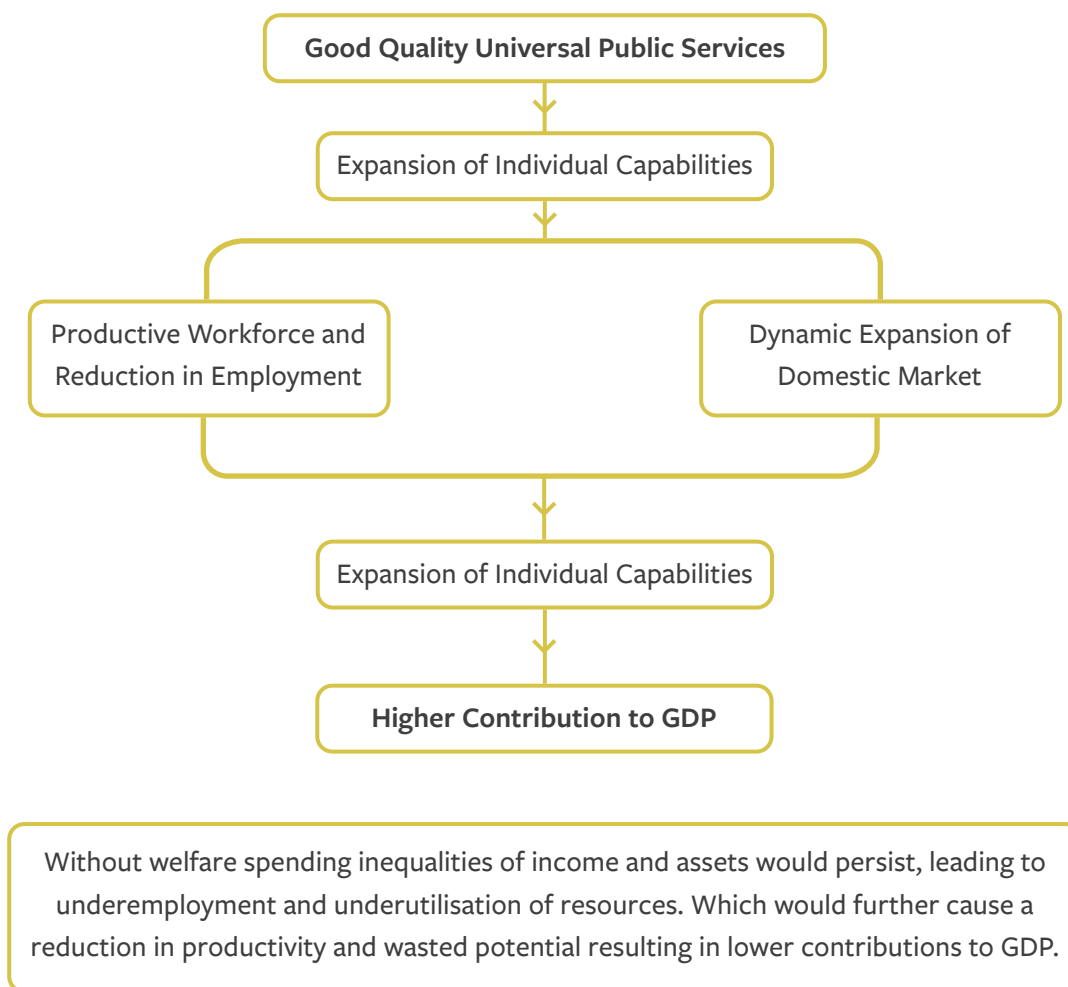 Good Quality Universal Public Services
Expansion of Individual Capabilities
Productive Workforce and
Reduction in Employment
Dynamic Expansion of
Domestic Market
Expansion of Individual Capabilities
Higher Contribution to GDP
Without welfare spending inequalities of income and assets would persist, leading to
underemployment and underutilisation of resources. Which would further cause a
reduction in productivity and wasted potential resulting in lower contributions to GDP.